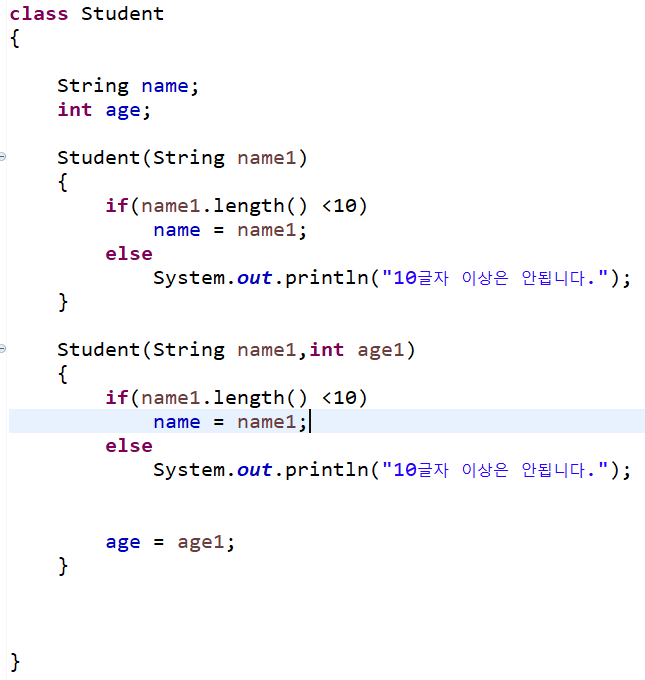 class Student
{
String name;
int age;
Student(String name1)
{
if(name1.length() <10)
name = name1;
else
System.out.println("10글자 이상은 안됩니다.");
}
Student(String name1,int age1)
{
if(name1.length() <10)
name = name1;
else
System.out.println("10글자 이상은 안됩니다.");
age = age1;
}
}